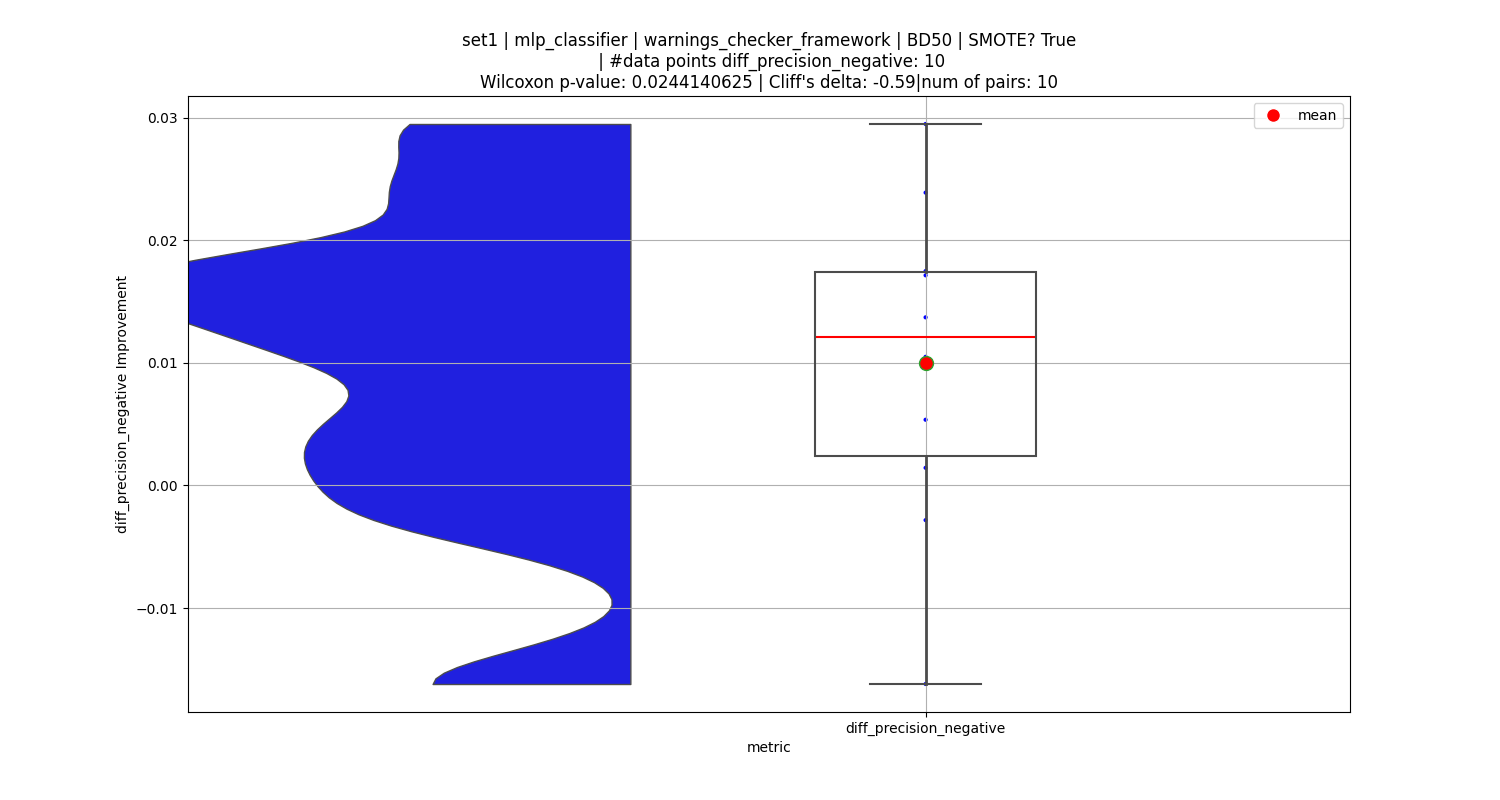 set1 | mlp_classifier | warnings_checker_framework | BD50 | SMOTE? True
| #data points diff_precision_negative: 10
Wilcoxon p-value: 0.0244140625 | Cliff's delta: -0.59|num of pairs: 10
mean
0.03
0.02
0.01
0.00
−0.01
diff_precision_negative Improvement
diff_precision_negative
metric